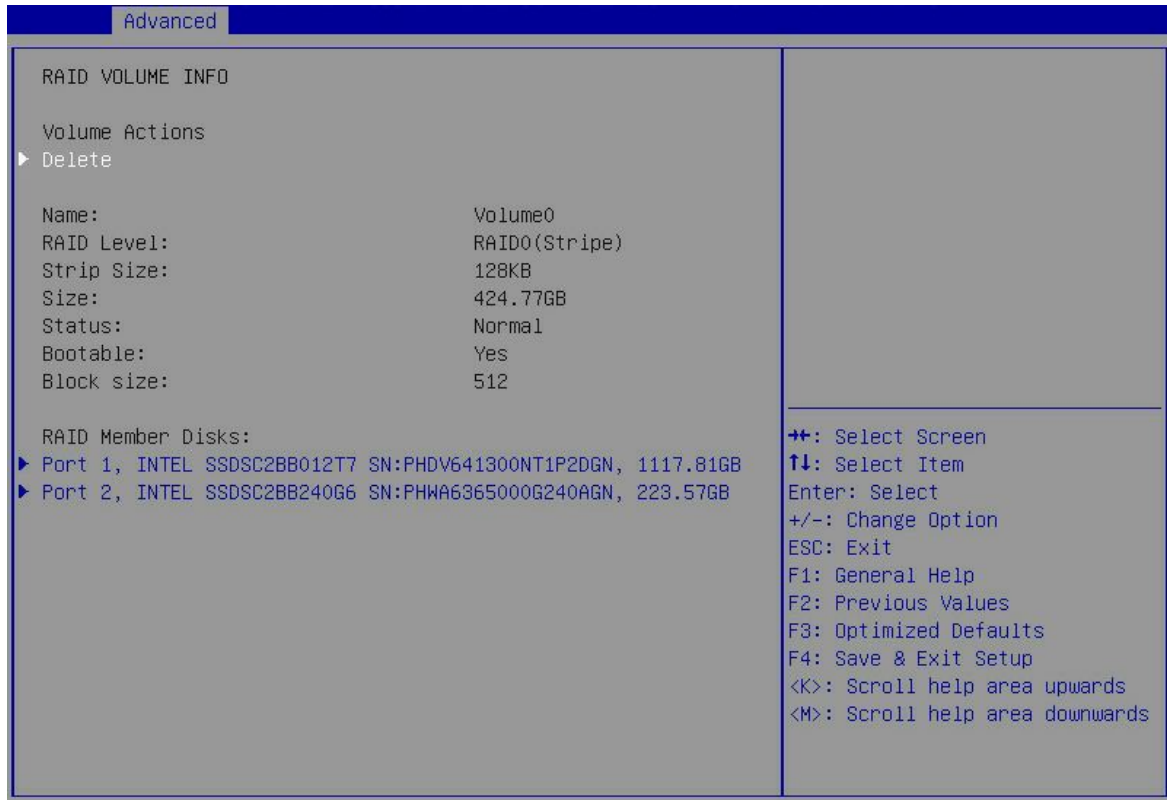 Advanced
RAID VOLUME INFO
Volume Actions
Delete
Name: Volume0
RAID Level: RAID0(Stripe)
Strip Size: 128KB
Size: 424.77GB
Status: Normal
Bootable: Yes
Block size: 512
RAID Member Disks:
Port 1, INTEL SSDSC2BB012T7 SN:PHDV641300NT1P2DGN, 1117.81GB
Port 2, INTEL SSDSC2BB240G6 SN:PHWA6365000G240AGN, 223.57GB
→←: Select Screen
↑↓: Select Item
Enter: Select
+/-: Change Option
ESC: Exit
F1: General Help
F2: Previous Values
F3: Optimized Defaults
F4: Save & Exit Setup
<K>: Scroll help area upwards
<M>: Scroll help area downwards